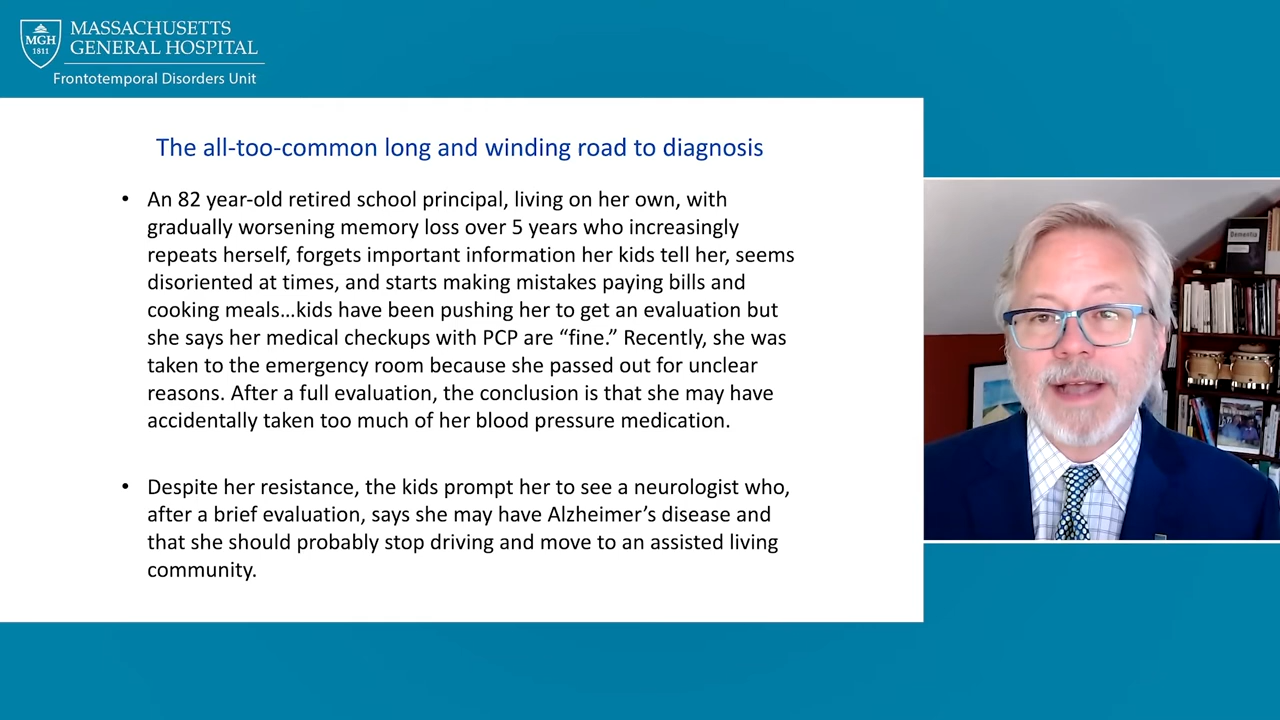 MGH
1811
MASSACHUSETTS
GENERAL HOSPITAL
Frontotemporal Disorders Unit
The all-too-common long and winding road to diagnosis
• An 82 year-old retired school principal, living on her own, with
gradually worsening memory loss over 5 years who increasingly
repeats herself, forgets important information her kids tell her, seems
disoriented at times, and starts making mistakes paying bills and
cooking meals…kids have been pushing her to get an evaluation but
she says her medical checkups with PCP are “fine.” Recently, she was
taken to the emergency room because she passed out for unclear
reasons. After a full evaluation, the conclusion is that she may have
accidentally taken too much of her blood pressure medication.
• Despite her resistance, the kids prompt her to see a neurologist who,
after a brief evaluation, says she may have Alzheimer’s disease and
that she should probably stop driving and move to an assisted living
community.
Dementia